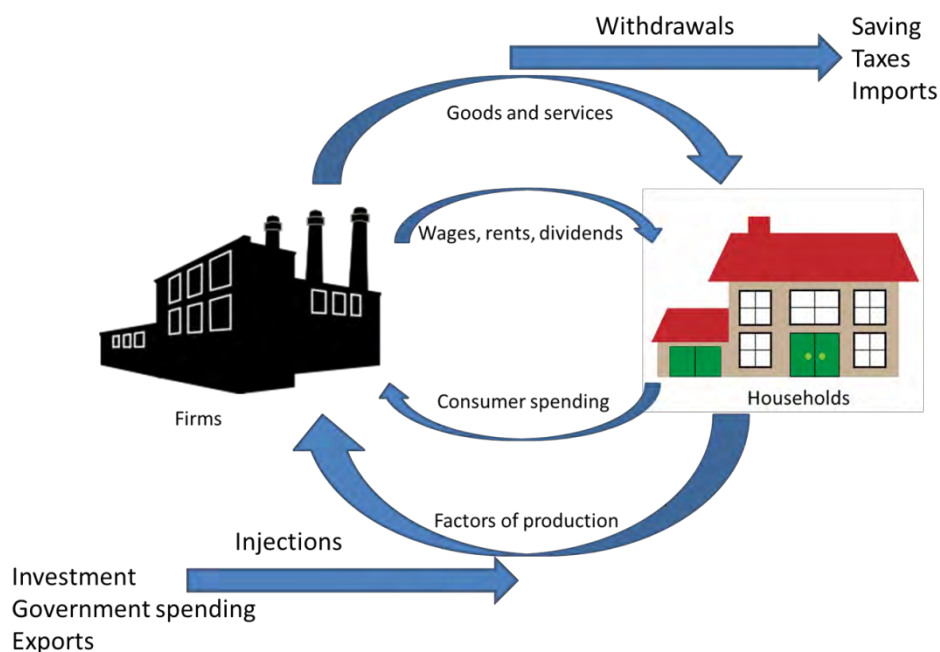 Withdrawals
Saving
Taxes
Imports
Goods and services
Wages, rents, dividends
Consumer spending
Households
Firms
Factors of production
Injections
Investment
Government spending
Exports